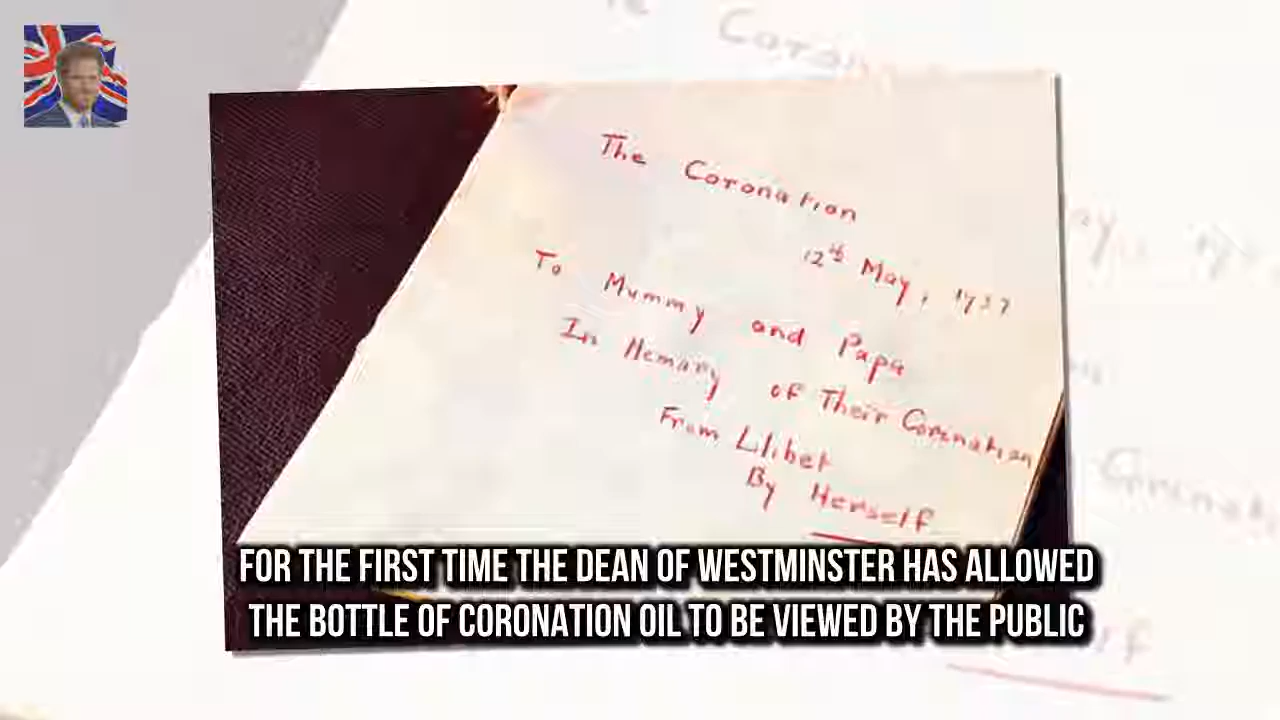 The Coronation
12th May, 1937
To Mummy and Papa
In Memory of Their Coronation
From Lilibet
By Herself
FOR THE FIRST TIME THE DEAN OF WESTMINSTER HAS ALLOWED
THE BOTTLE OF CORONATION OIL TO BE VIEWED BY THE PUBLIC